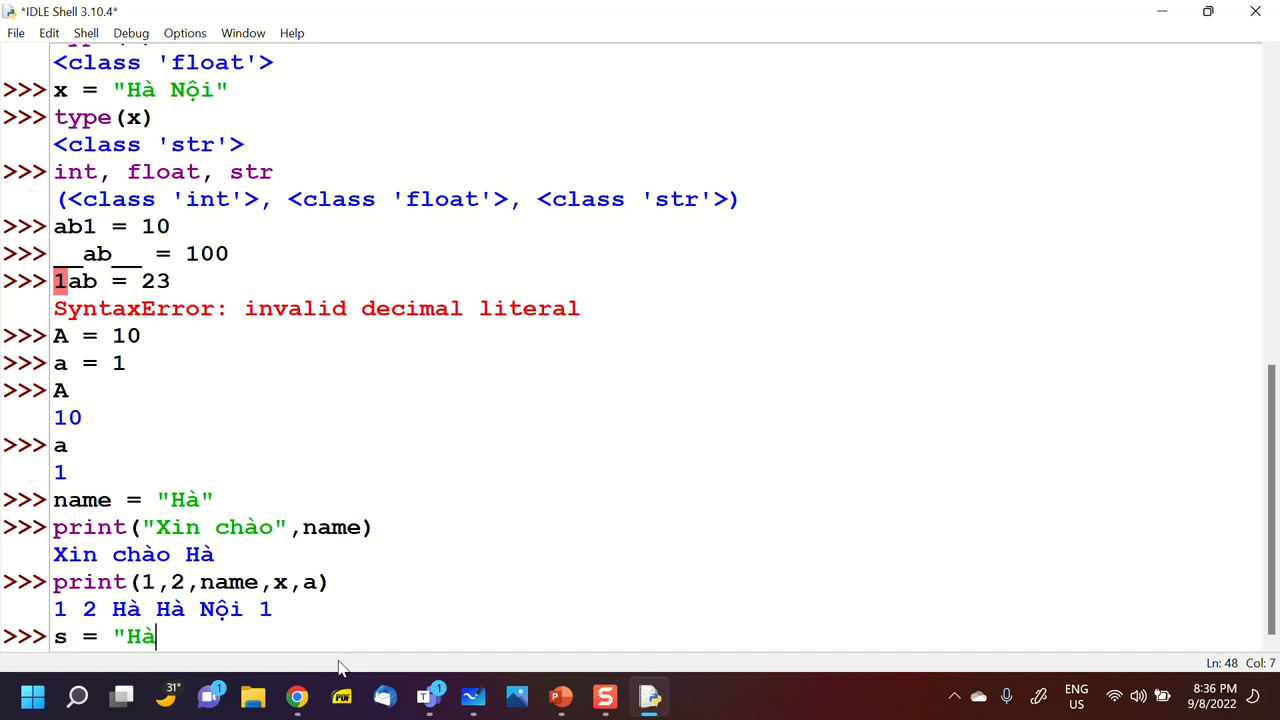 *IDLE Shell 3.10.4*
File Edit Shell Debug Options Window Help
<class 'float'>
>>> x = "Hà Nội"
>>> type(x)
<class 'str'>
>>> int, float, str
(<class 'int'>, <class 'float'>, <class 'str'>)
>>> ab1 = 10
>>> __ab__ = 100
>>> 1ab = 23
SyntaxError: invalid decimal literal
>>> A = 10
>>> a = 1
>>> A
10
>>> a
1
>>> name = "Hà"
>>> print("Xin chào",name)
Xin chào Hà
>>> print(1,2,name,x,a)
1 2 Hà Hà Nội 1
>>> s = "Hà
Ln: 48 Col: 7
31° 1 PDF 1 ENG US 8:36 PM 9/8/2022